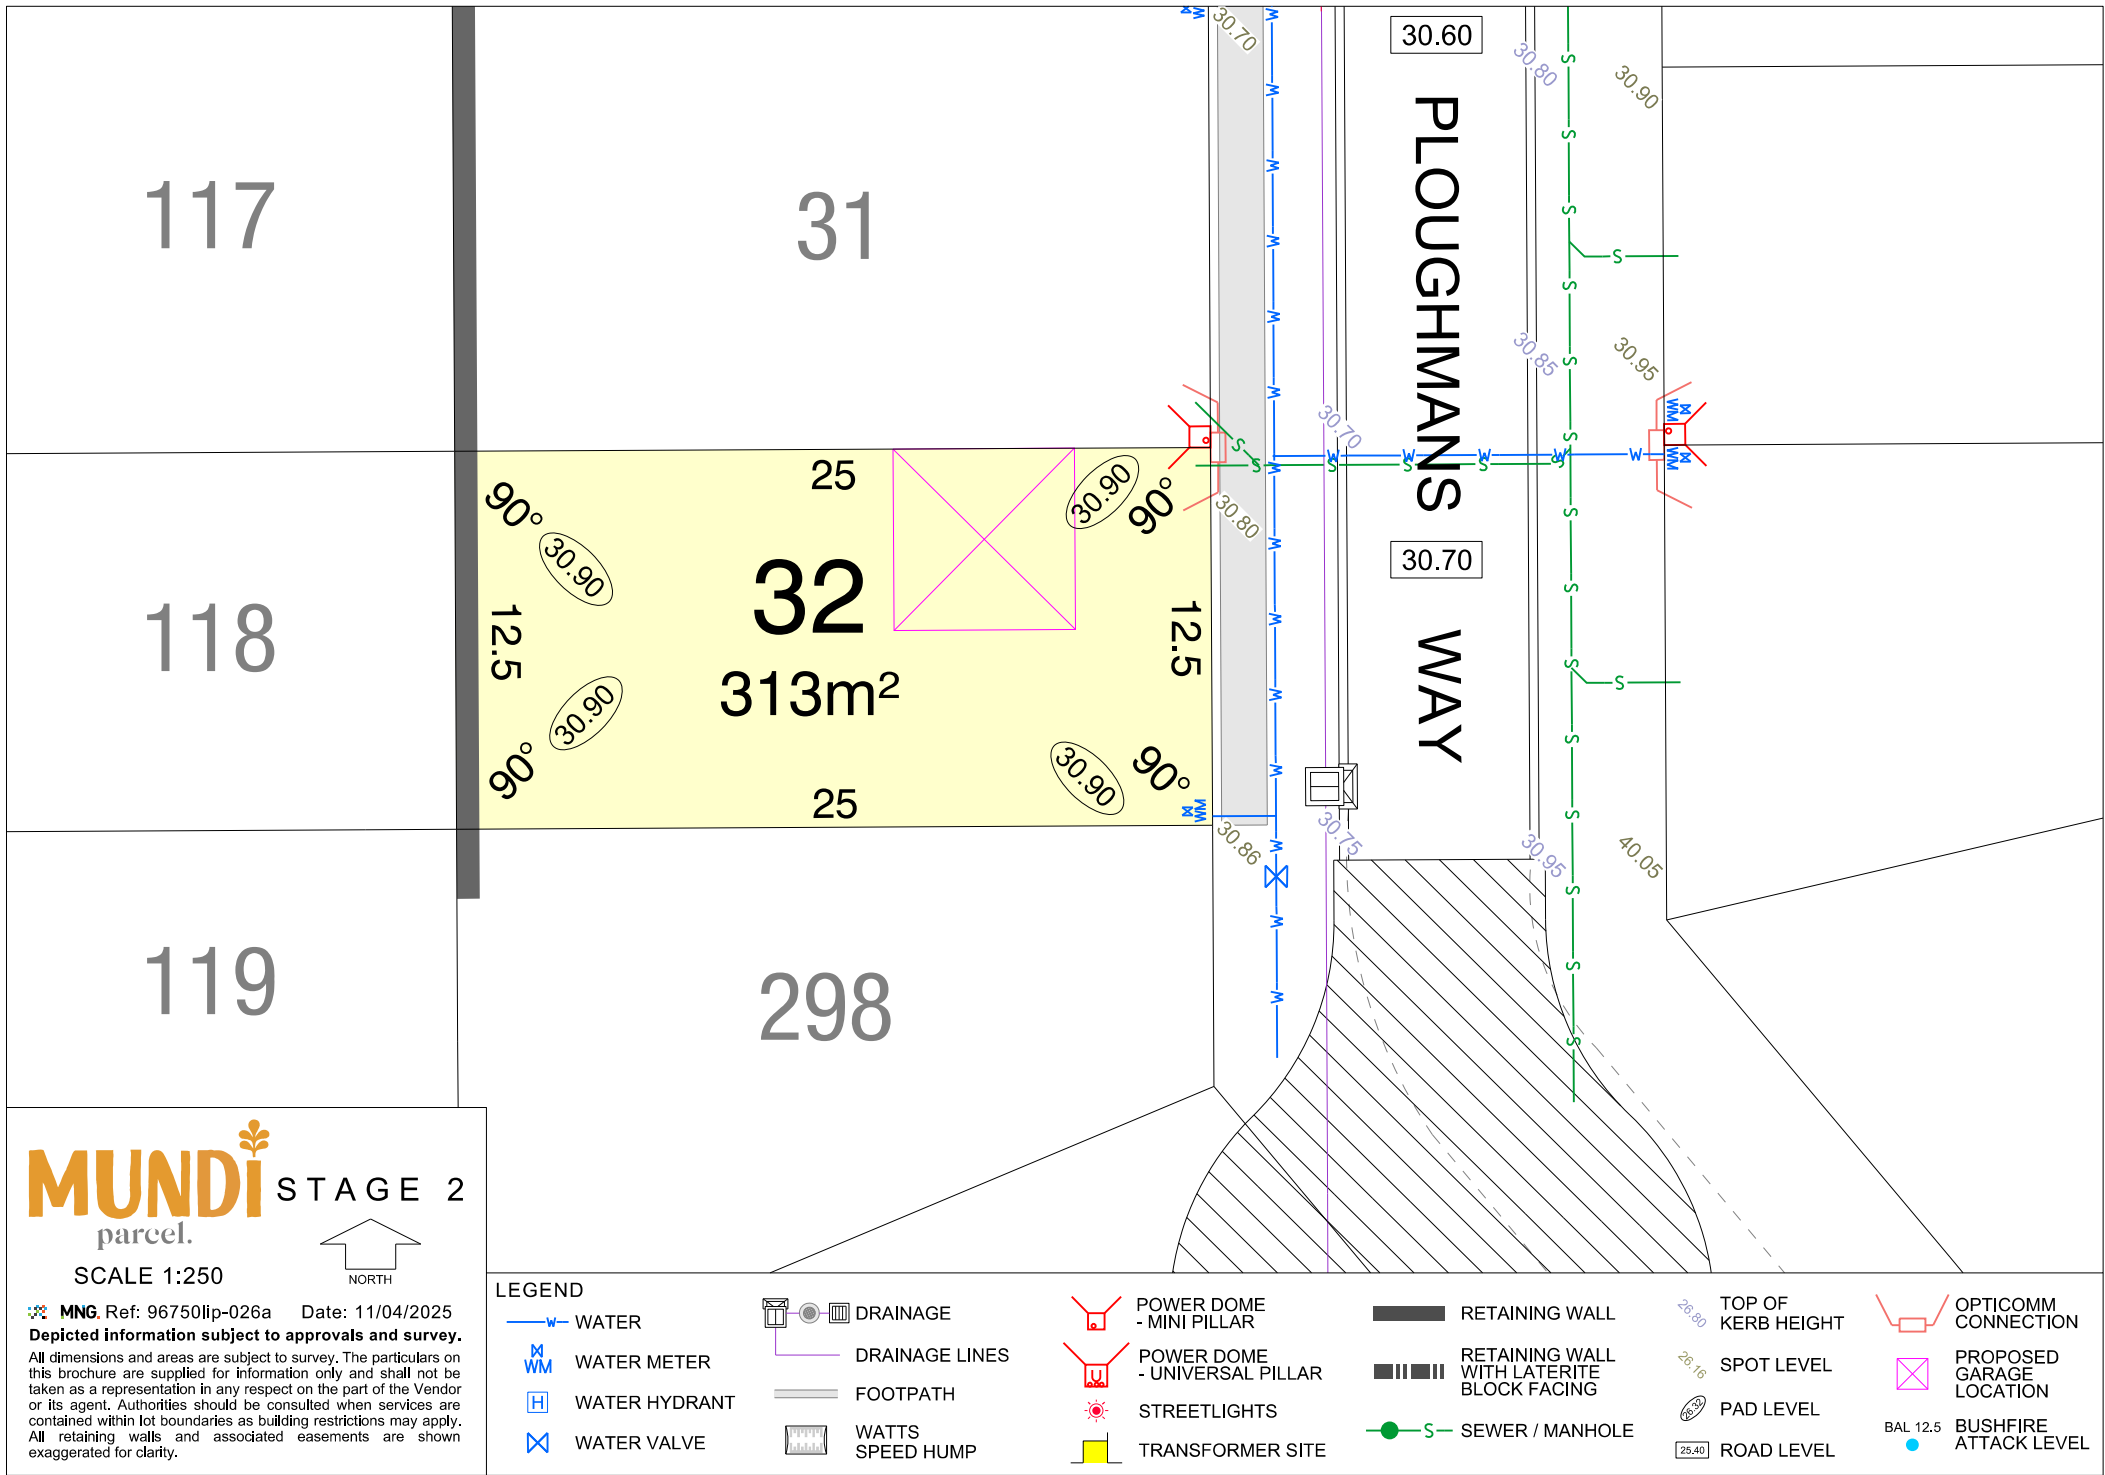 30.70
30.60
30.80
30.90
PLOUGHMANS WAY
117
31
30.85
30.95
30.70
25
90°
30.90
30.90
90°
30.80
30.70
32
12.5
12.5
118
313m²
30.90
90°
30.90
90°
25
WM
30.86
30.75
30.95
40.05
119
298
MUNDI
parcel.
STAGE 2
SCALE 1:250
NORTH
MNG. Ref: 96750lip-026a Date: 11/04/2025
Depicted information subject to approvals and survey.
All dimensions and areas are subject to survey. The particulars on
this brochure are supplied for information only and shall not be
taken as a representation in any respect on the part of the Vendor
or its agent. Authorities should be consulted when services are
contained within lot boundaries as building restrictions may apply.
All retaining walls and associated easements are shown
exaggerated for clarity.
LEGEND
W WATER
WM WATER METER
H WATER HYDRANT
WATER VALVE
DRAINAGE
DRAINAGE LINES
FOOTPATH
WATTS
SPEED HUMP
POWER DOME
- MINI PILLAR
POWER DOME
- UNIVERSAL PILLAR
STREETLIGHTS
TRANSFORMER SITE
RETAINING WALL
RETAINING WALL
WITH LATERITE
BLOCK FACING
S SEWER / MANHOLE
26.80 TOP OF
KERB HEIGHT
26.16 SPOT LEVEL
26.32 PAD LEVEL
25.40 ROAD LEVEL
OPTICOMM
CONNECTION
PROPOSED
GARAGE
LOCATION
BAL 12.5 BUSHFIRE
ATTACK LEVEL